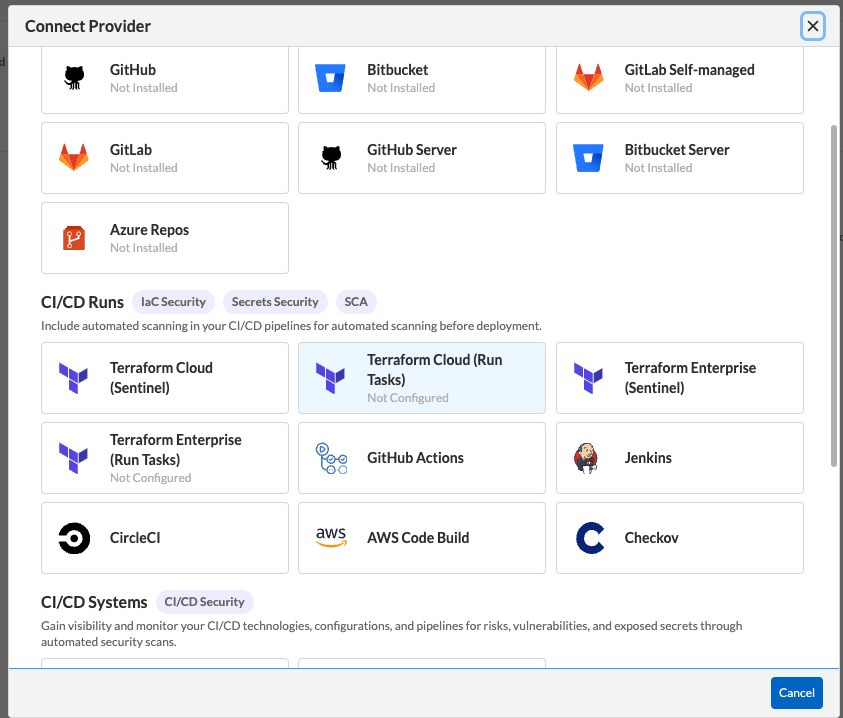 Connect Provider
GitHub
Not Installed
Bitbucket
Not Installed
GitLab Self-managed
Not Installed
GitLab
Not Installed
GitHub Server
Not Installed
Bitbucket Server
Not Installed
Azure Repos
Not Installed
CI/CD Runs IaC Security Secrets Security SCA
Include automated scanning in your CI/CD pipelines for automated scanning before deployment.
Terraform Cloud
(Sentinel)
Terraform Cloud (Run
Tasks)
Not Configured
Terraform Enterprise
(Sentinel)
Terraform Enterprise
(Run Tasks)
Not Configured
GitHub Actions
Jenkins
CircleCI
aws
AWS Code Build
Checkov
CI/CD Systems CI/CD Security
Gain visibility and monitor your CI/CD technologies, configurations, and pipelines for risks, vulnerabilities, and exposed secrets through
automated security scans.
Cancel